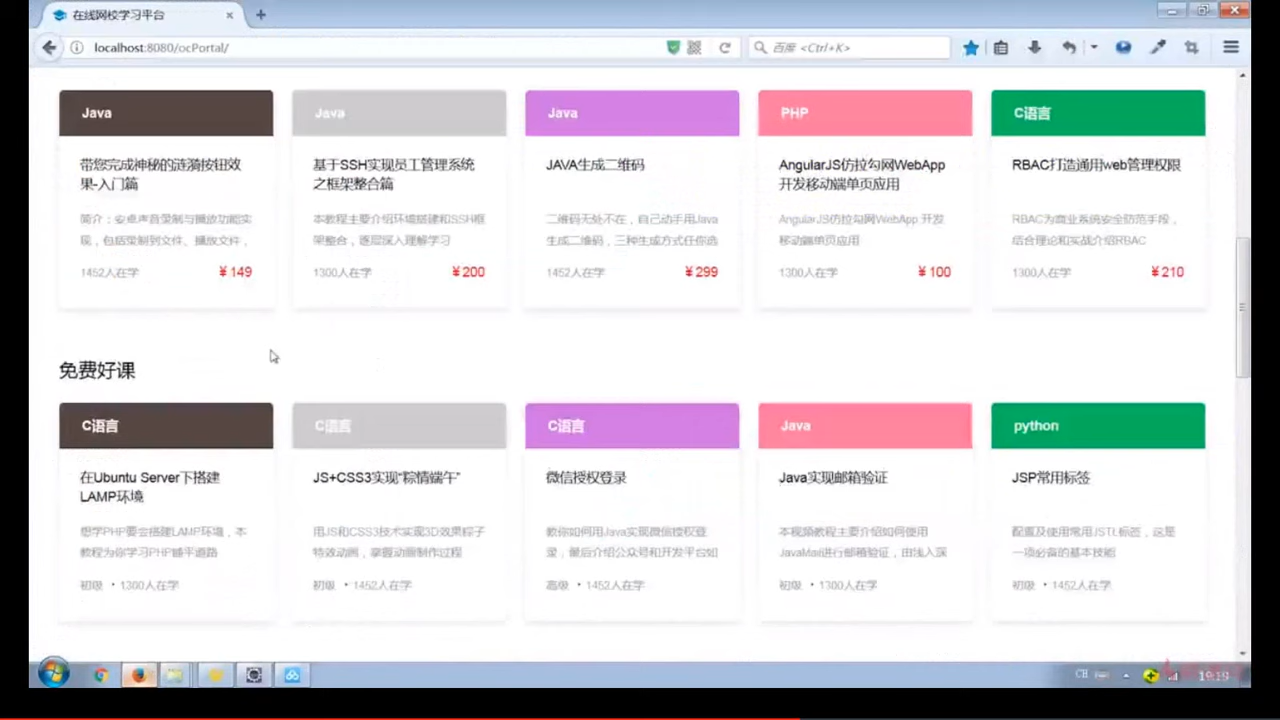 在线网校学习平台
localhost:8080/ocPortal/
百度 <Ctrl+K>
Java
Java
Java
PHP
C语言
带您完成神秘的涟漪按钮效
果-入门篇
基于SSH实现员工管理系统
之框架整合篇
JAVA生成二维码
AngularJS仿拉勾网WebApp
开发移动端单页应用
RBAC打造通用web管理权限
简介：安卓声音录制与播放功能实
现，包括录制到文件、播放文件，
本教程主要介绍环境搭建和SSH框
架整合，逐层深入理解学习
二维码无处不在，自己动手用Java
生成二维码，三种生成方式任你选
AngularJS仿拉勾网WebApp 开发
移动端单页应用
RBAC为商业系统安全防范手段，
结合理论和实战介绍RBAC
1452人在学 ¥149
1300人在学 ¥200
1452人在学 ¥299
1300人在学 ¥100
1300人在学 ¥210
免费好课
C语言
C语言
C语言
Java
python
在Ubuntu Server下搭建
LAMP环境
JS+CSS3实现“粽情端午”
微信授权登录
Java实现邮箱验证
JSP常用标签
想学PHP要会搭建LAMP环境，本
教程为你学习PHP铺平道路
用JS和CSS3技术实现3D效果粽子
特效动画，掌握动画制作过程
教你如何用Java实现微信授权登
录，最后介绍公众号和开发平台如
本视频教程主要介绍如何使用
JavaMail进行邮箱验证，由浅入深
配置及使用常用JSTL标签，这是
一项必备的基本技能
初级 · 1300人在学
初级 · 1452人在学
高级 · 1452人在学
初级 · 1300人在学
初级 · 1452人在学
CH
19:19